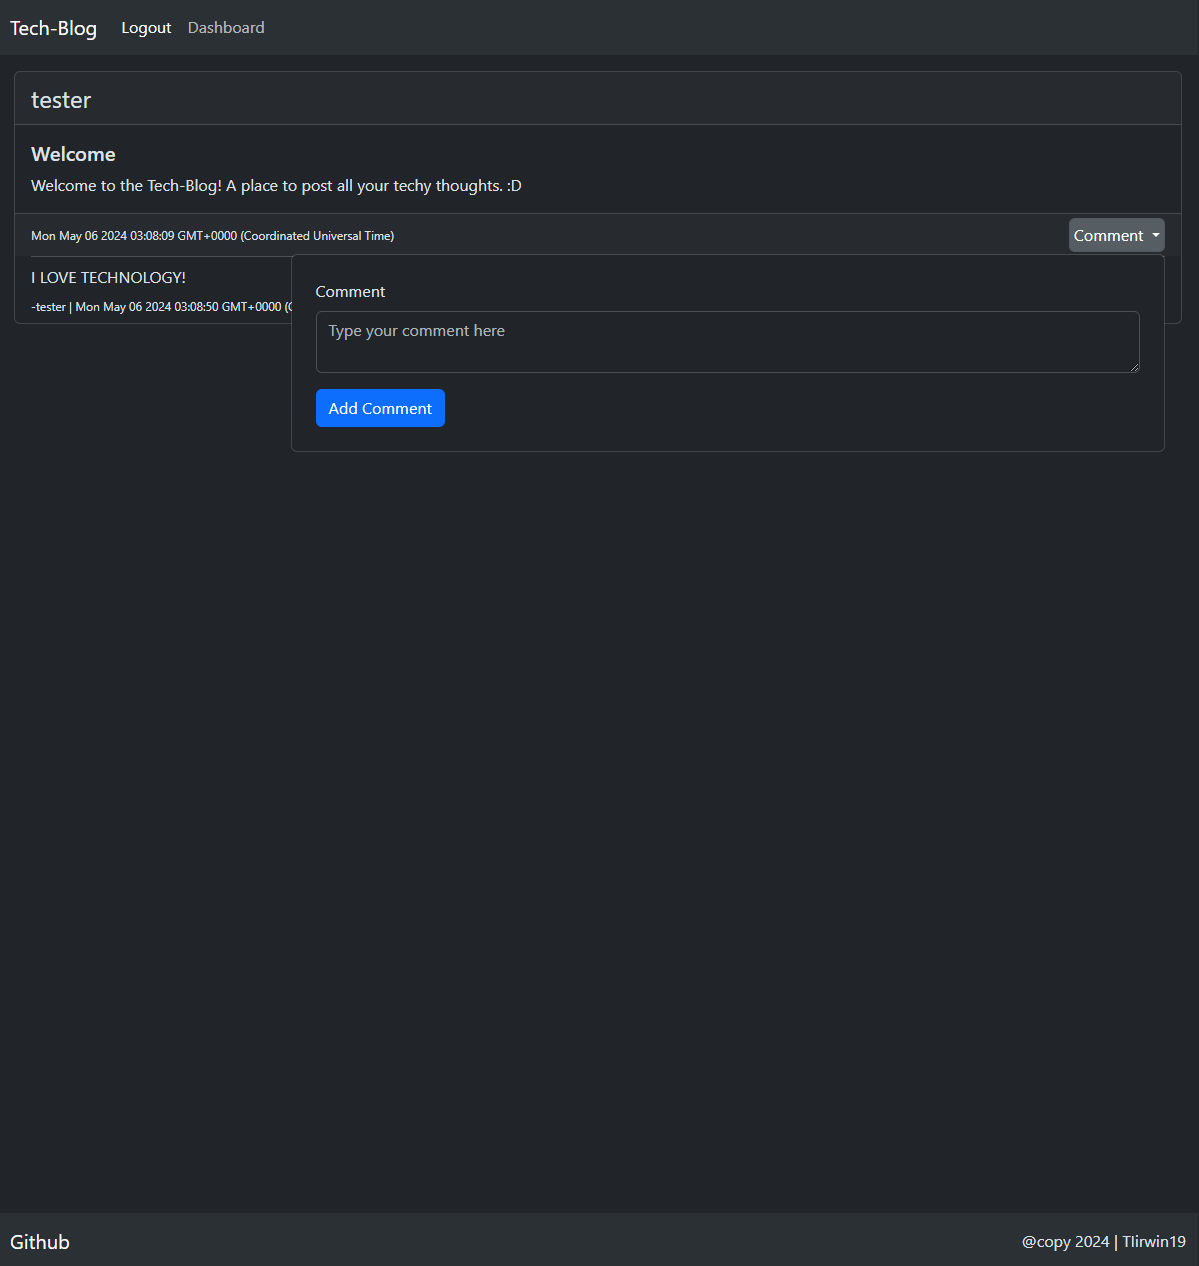 Tech-Blog Logout Dashboard
tester
Welcome
Welcome to the Tech-Blog! A place to post all your techy thoughts. :D
Mon May 06 2024 03:08:09 GMT+0000 (Coordinated Universal Time) Comment
I LOVE TECHNOLOGY!
-tester | Mon May 06 2024 03:08:50 GMT+0000 (
Comment
Type your comment here
Add Comment
Github @copy 2024 | Tlirwin19